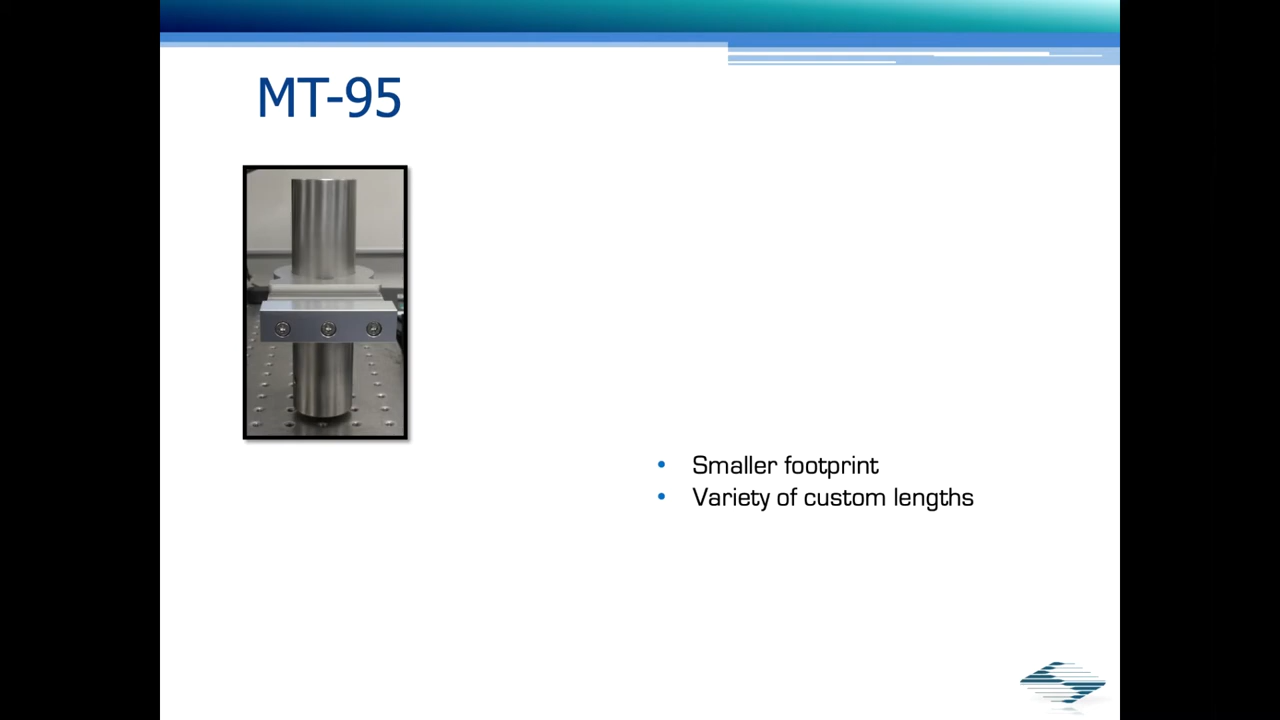 MT-95
• Smaller footprint
• Variety of custom lengths